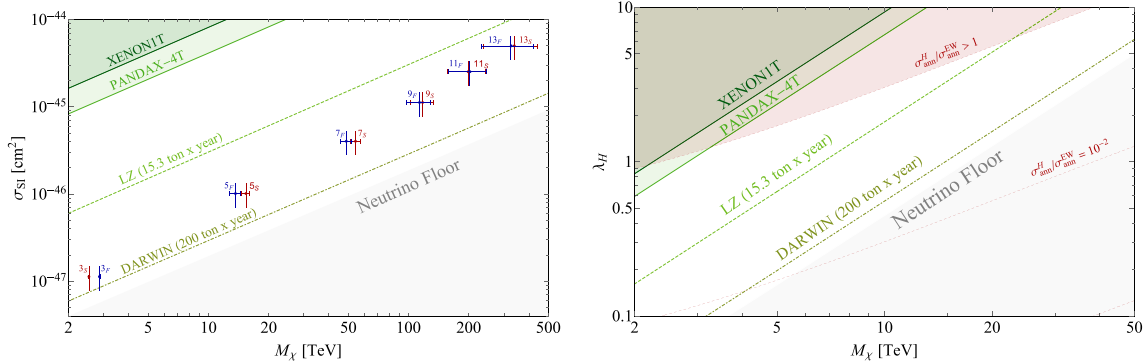 10⁻⁴⁴
10⁻⁴⁵
10⁻⁴⁶
10⁻⁴⁷
σ_SI [cm²]
XENON1T
PANDAX-4T
LZ (15.3 ton x year)
DARWIN (200 ton x year)
Neutrino Floor
3_S 3_F
5_F 5_S
7_F 7_S
9_F 9_S
11_F 11_S
13_F 13_S
2 5 10 20 50 100 200 500
M_χ [TeV]
10
5
1
0.5
0.1
λ_H
XENON1T
PANDAX-4T
σ^H_ann/σ^EW_ann > 1
LZ (15.3 ton x year)
DARWIN (200 ton x year)
Neutrino Floor
σ^H_ann/σ^EW_ann = 10⁻²
2 5 10 20 50
M_χ [TeV]